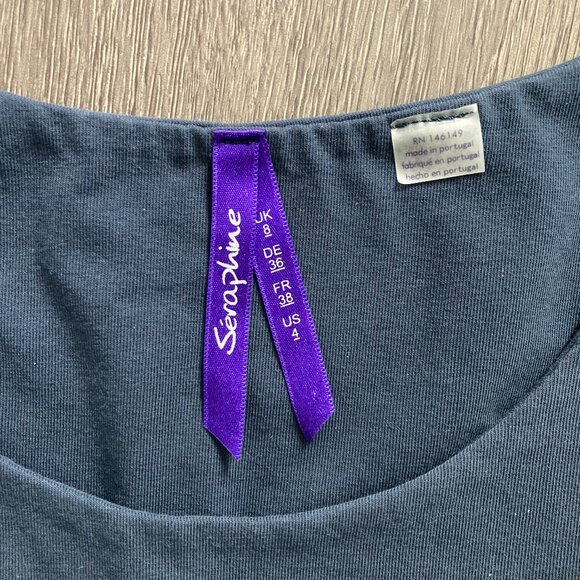 Séraphine
UK
8
DE
36
FR
38
US
4
RN 146149
made in portugal
fabriqué en portugal
hecho en portugal